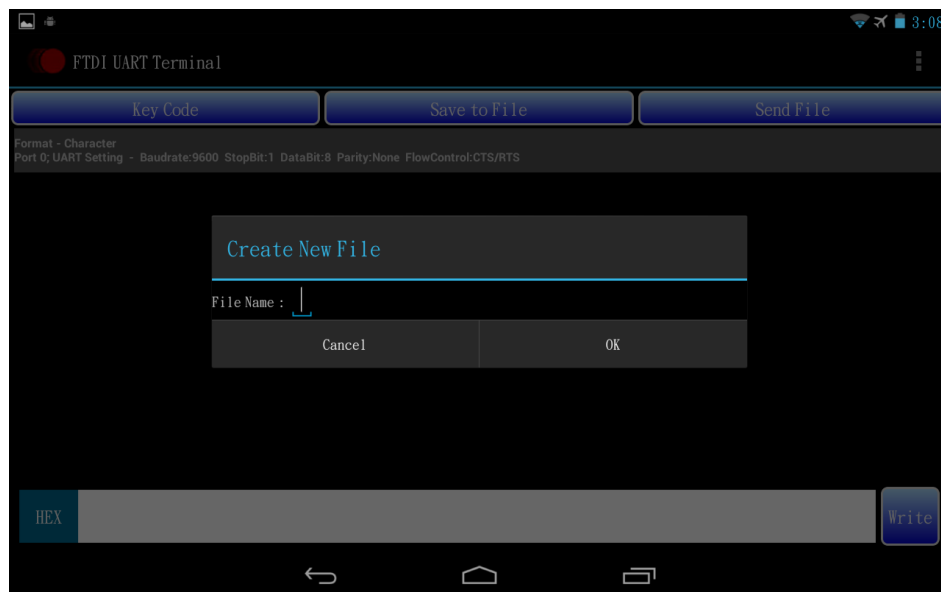 3:08
FTDI UART Terminal
Key Code
Save to File
Send File
Format - Character
Port 0; UART Setting - Baudrate:9600 StopBit:1 DataBit:8 Parity:None FlowControl:CTS/RTS
Create New File
File Name :
Cancel
OK
HEX
Write